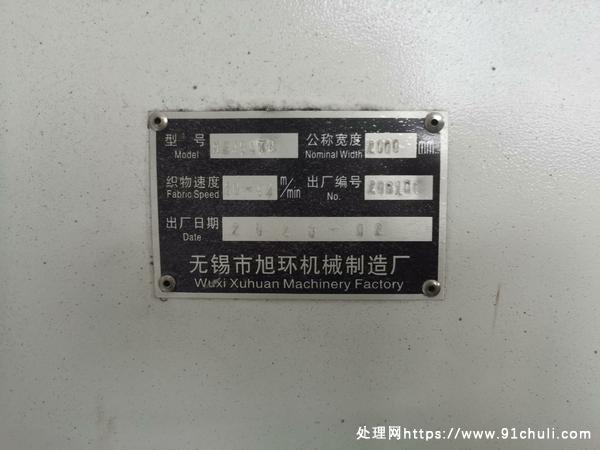 型号 公称宽度
Model Nominal Width 2000 mm
织物速度 m/min 出厂编号
Fabric Speed No.
出厂日期
Date
无锡市旭环机械制造厂
Wuxi Xuhuan Machinery Factory
处理网https://www.91chuli.com